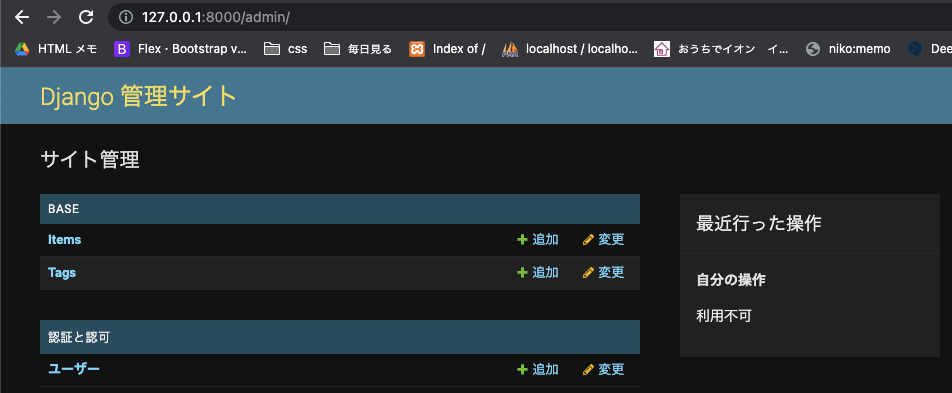 127.0.0.1:8000/admin/
HTML メモ
Flex · Bootstrap v...
css
毎日見る
Index of /
localhost / localho...
おうちでイオン イ...
niko:memo
Dee
Django 管理サイト
サイト管理
BASE
Items 追加 変更
Tags 追加 変更
認証と認可
ユーザー 追加 変更
最近行った操作
自分の操作
利用不可